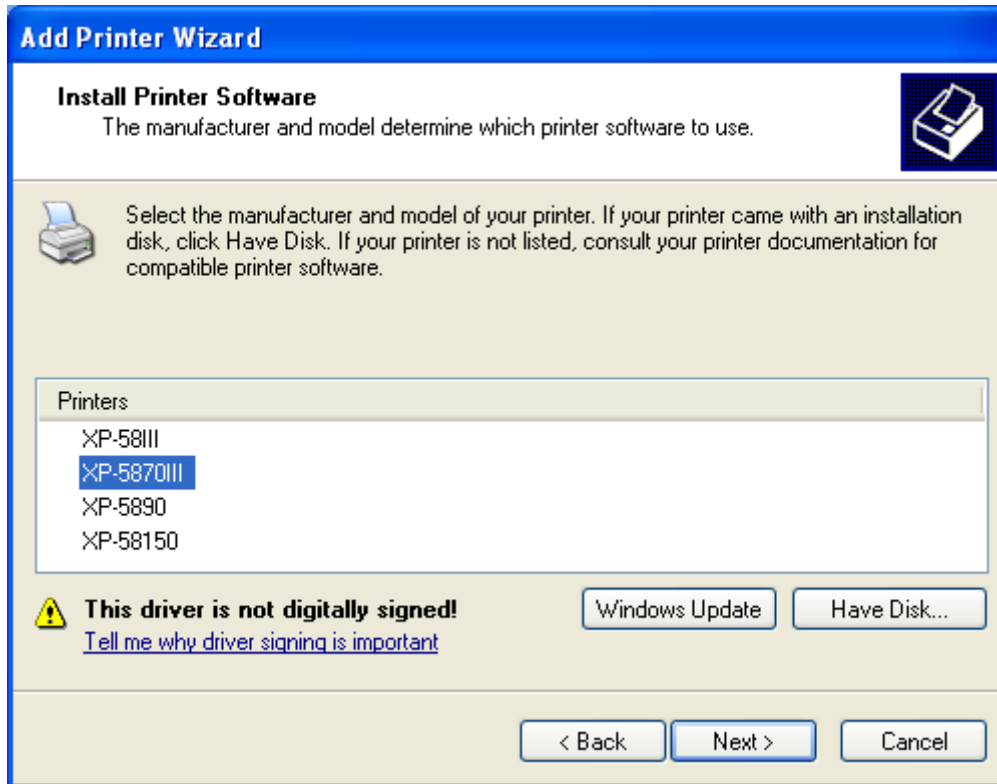 Add Printer Wizard
Install Printer Software
The manufacturer and model determine which printer software to use.
Select the manufacturer and model of your printer. If your printer came with an installation
disk, click Have Disk. If your printer is not listed, consult your printer documentation for
compatible printer software.
Printers
XP-58III
XP-5870III
XP-5890
XP-58150
This driver is not digitally signed!
Tell me why driver signing is important
Windows Update
Have Disk...
< Back
Next >
Cancel